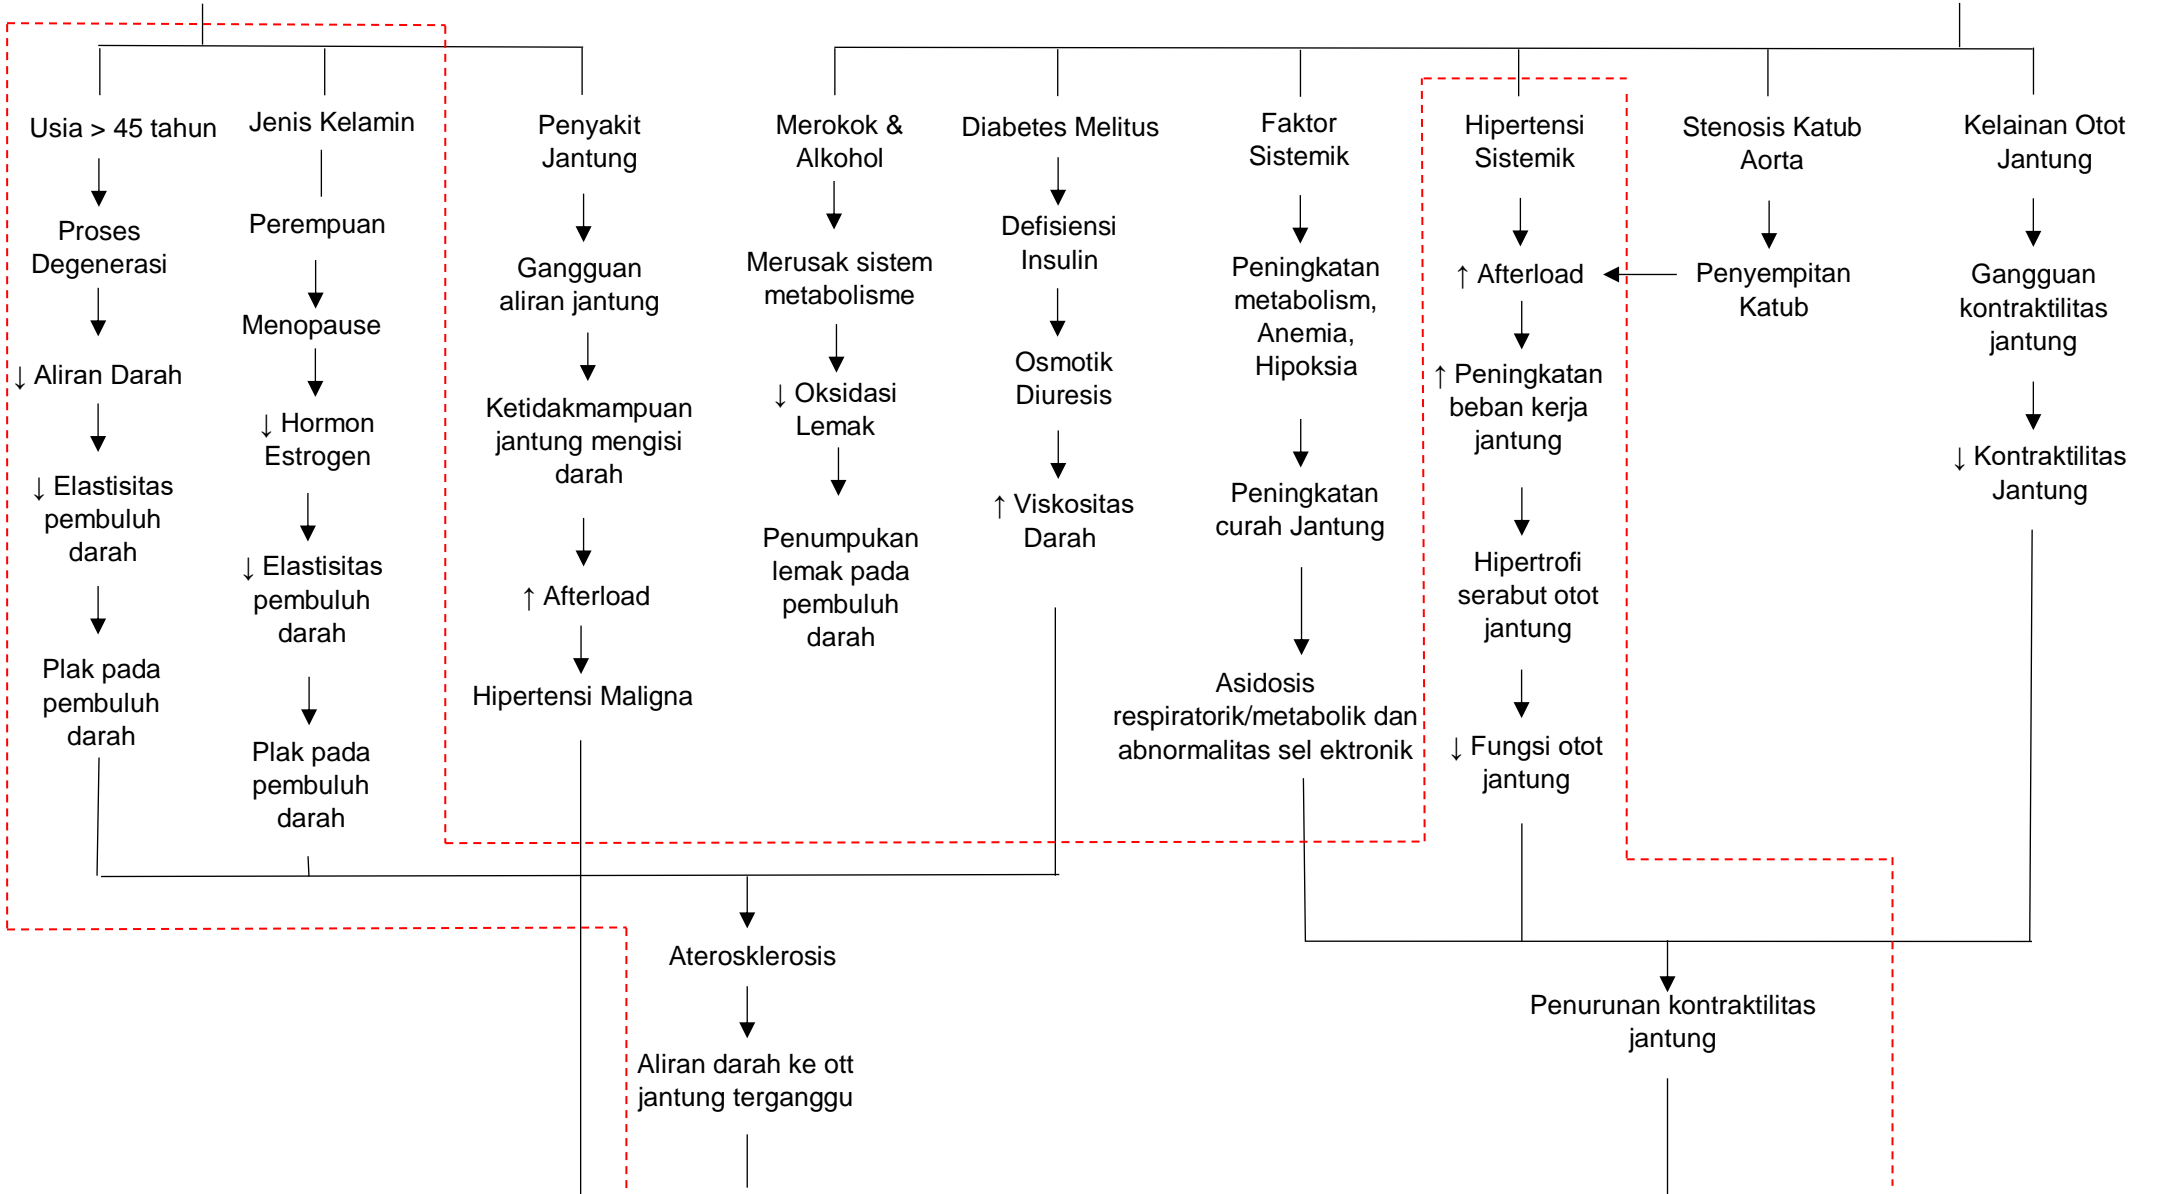 Usia > 45 tahun
Proses
Degenerasi
↓ Aliran Darah
↓ Elastisitas
pembuluh
darah
Plak pada
pembuluh
darah
Jenis Kelamin
Perempuan
Menopause
↓ Hormon
Estrogen
↓ Elastisitas
pembuluh
darah
Plak pada
pembuluh
darah
Penyakit
Jantung
Gangguan
aliran jantung
Ketidakmampuan
jantung mengisi
darah
↑ Afterload
Hipertensi Maligna
Merokok &
Alkohol
Merusak sistem
metabolisme
↓ Oksidasi
Lemak
Penumpukan
lemak pada
pembuluh
darah
Diabetes Melitus
Defisiensi
Insulin
Osmotik
Diuresis
↑ Viskositas
Darah
Faktor
Sistemik
Peningkatan
metabolism,
Anemia,
Hipoksia
Peningkatan
curah Jantung
Asidosis
respiratorik/metabolik dan
abnormalitas sel ektronik
Hipertensi
Sistemik
↑ Afterload
↑ Peningkatan
beban kerja
jantung
Hipertrofi
serabut otot
jantung
↓ Fungsi otot
jantung
Stenosis Katub
Aorta
Penyempitan
Katub
Kelainan Otot
Jantung
Gangguan
kontraktilitas
jantung
↓ Kontraktilitas
Jantung
Aterosklerosis
Aliran darah ke ott
jantung terganggu
Penurunan kontraktilitas
jantung